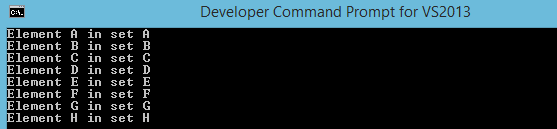 Developer Command Prompt for VS2013
Element A in set A
Element B in set B
Element C in set C
Element D in set D
Element E in set E
Element F in set F
Element G in set G
Element H in set H